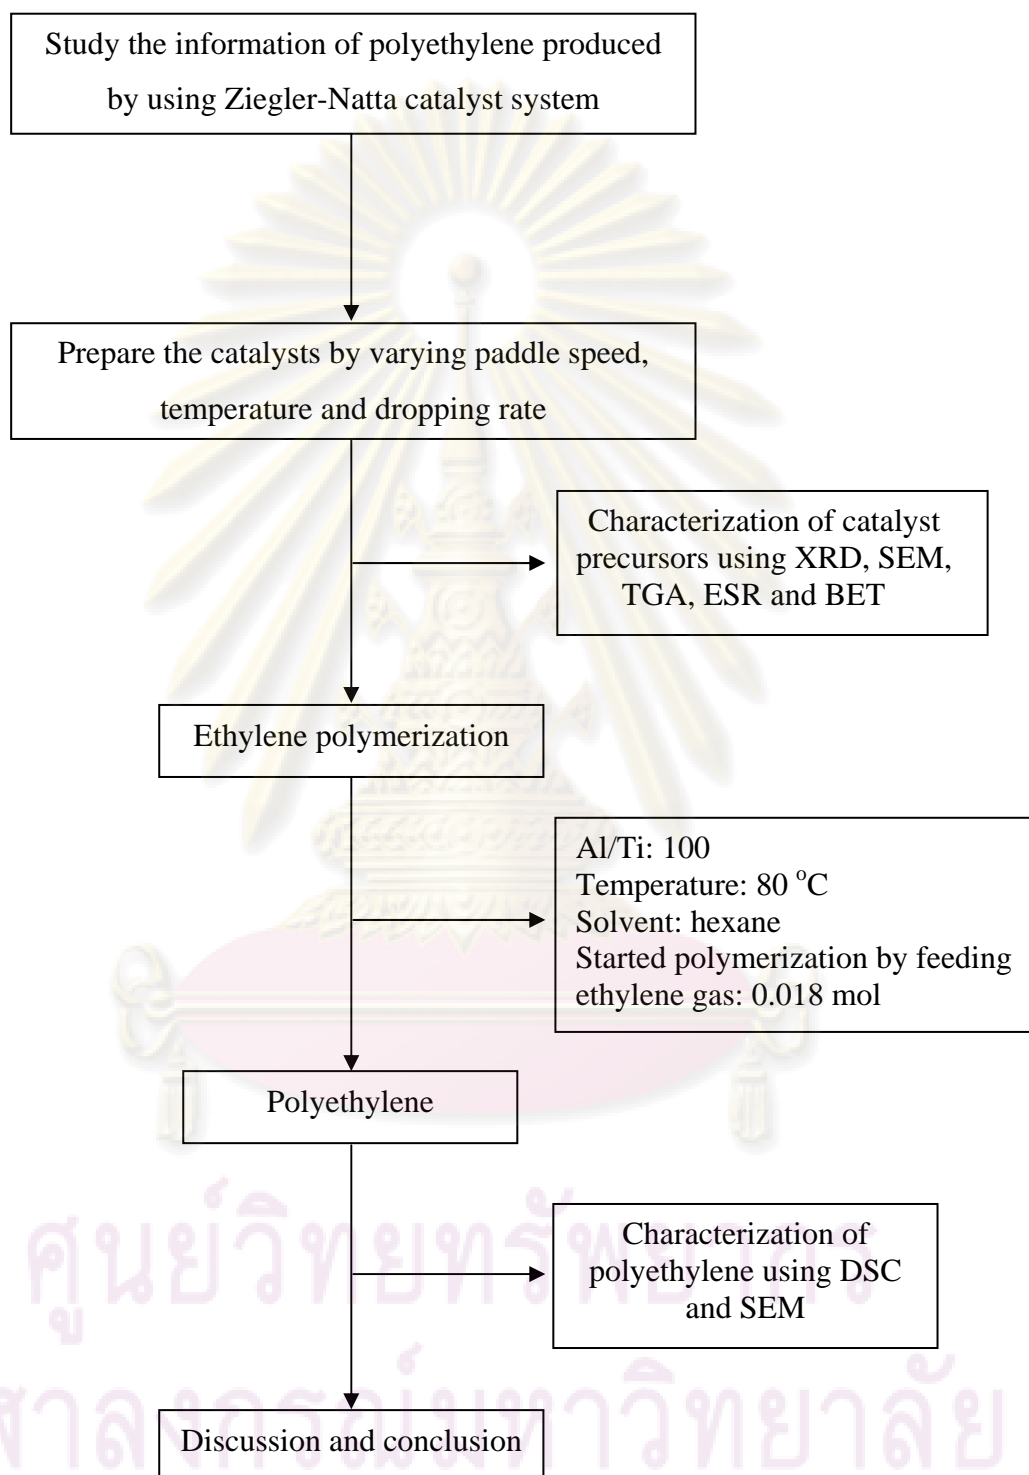 Study the information of polyethylene produced
by using Ziegler-Natta catalyst system
Prepare the catalysts by varying paddle speed,
temperature and dropping rate
Characterization of catalyst
precursors using XRD, SEM,
TGA, ESR and BET
Ethylene polymerization
Al/Ti: 100
Temperature: 80 °C
Solvent: hexane
Started polymerization by feeding
ethylene gas: 0.018 mol
Polyethylene
Characterization of
polyethylene using DSC
and SEM
Discussion and conclusion
ศูนย์วิทยทรัพยากร
ฬาลงกรณ์มหาวิทยาลัย